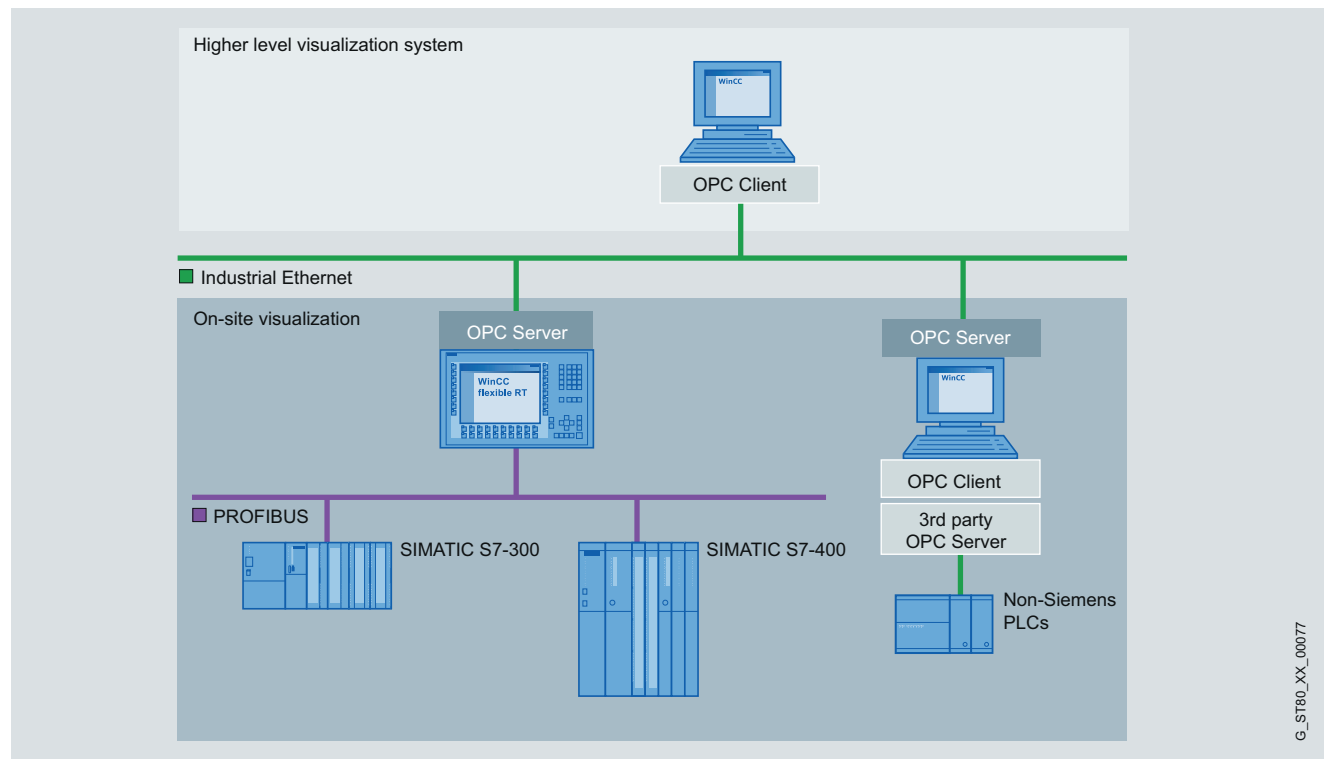 Higher level visualization system
WinCC
OPC Client
Industrial Ethernet
On-site visualization
OPC Server
WinCC
flexible RT
OPC Server
WinCC
OPC Client
3rd party
OPC Server
PROFIBUS
SIMATIC S7-300
SIMATIC S7-400
Non-Siemens
PLCs
G_ST80_XX_00077